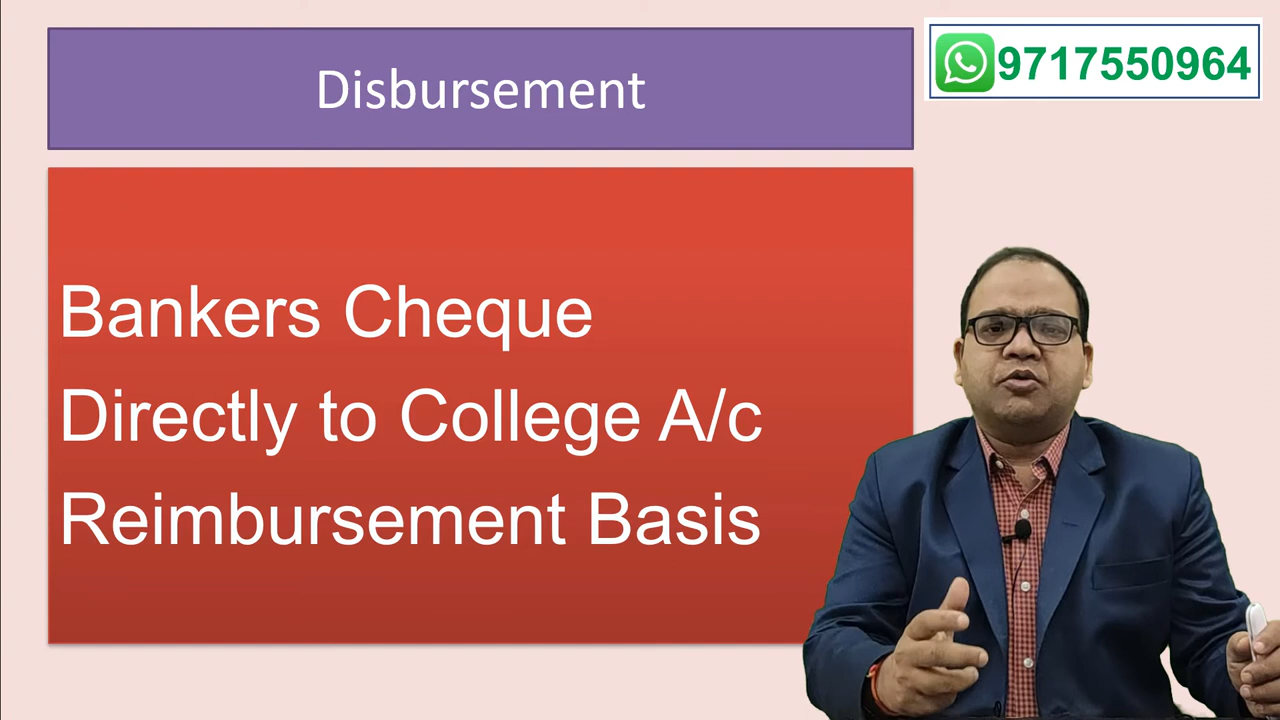 Disbursement
9717550964
Bankers Cheque
Directly to College A/c
Reimbursement Basis